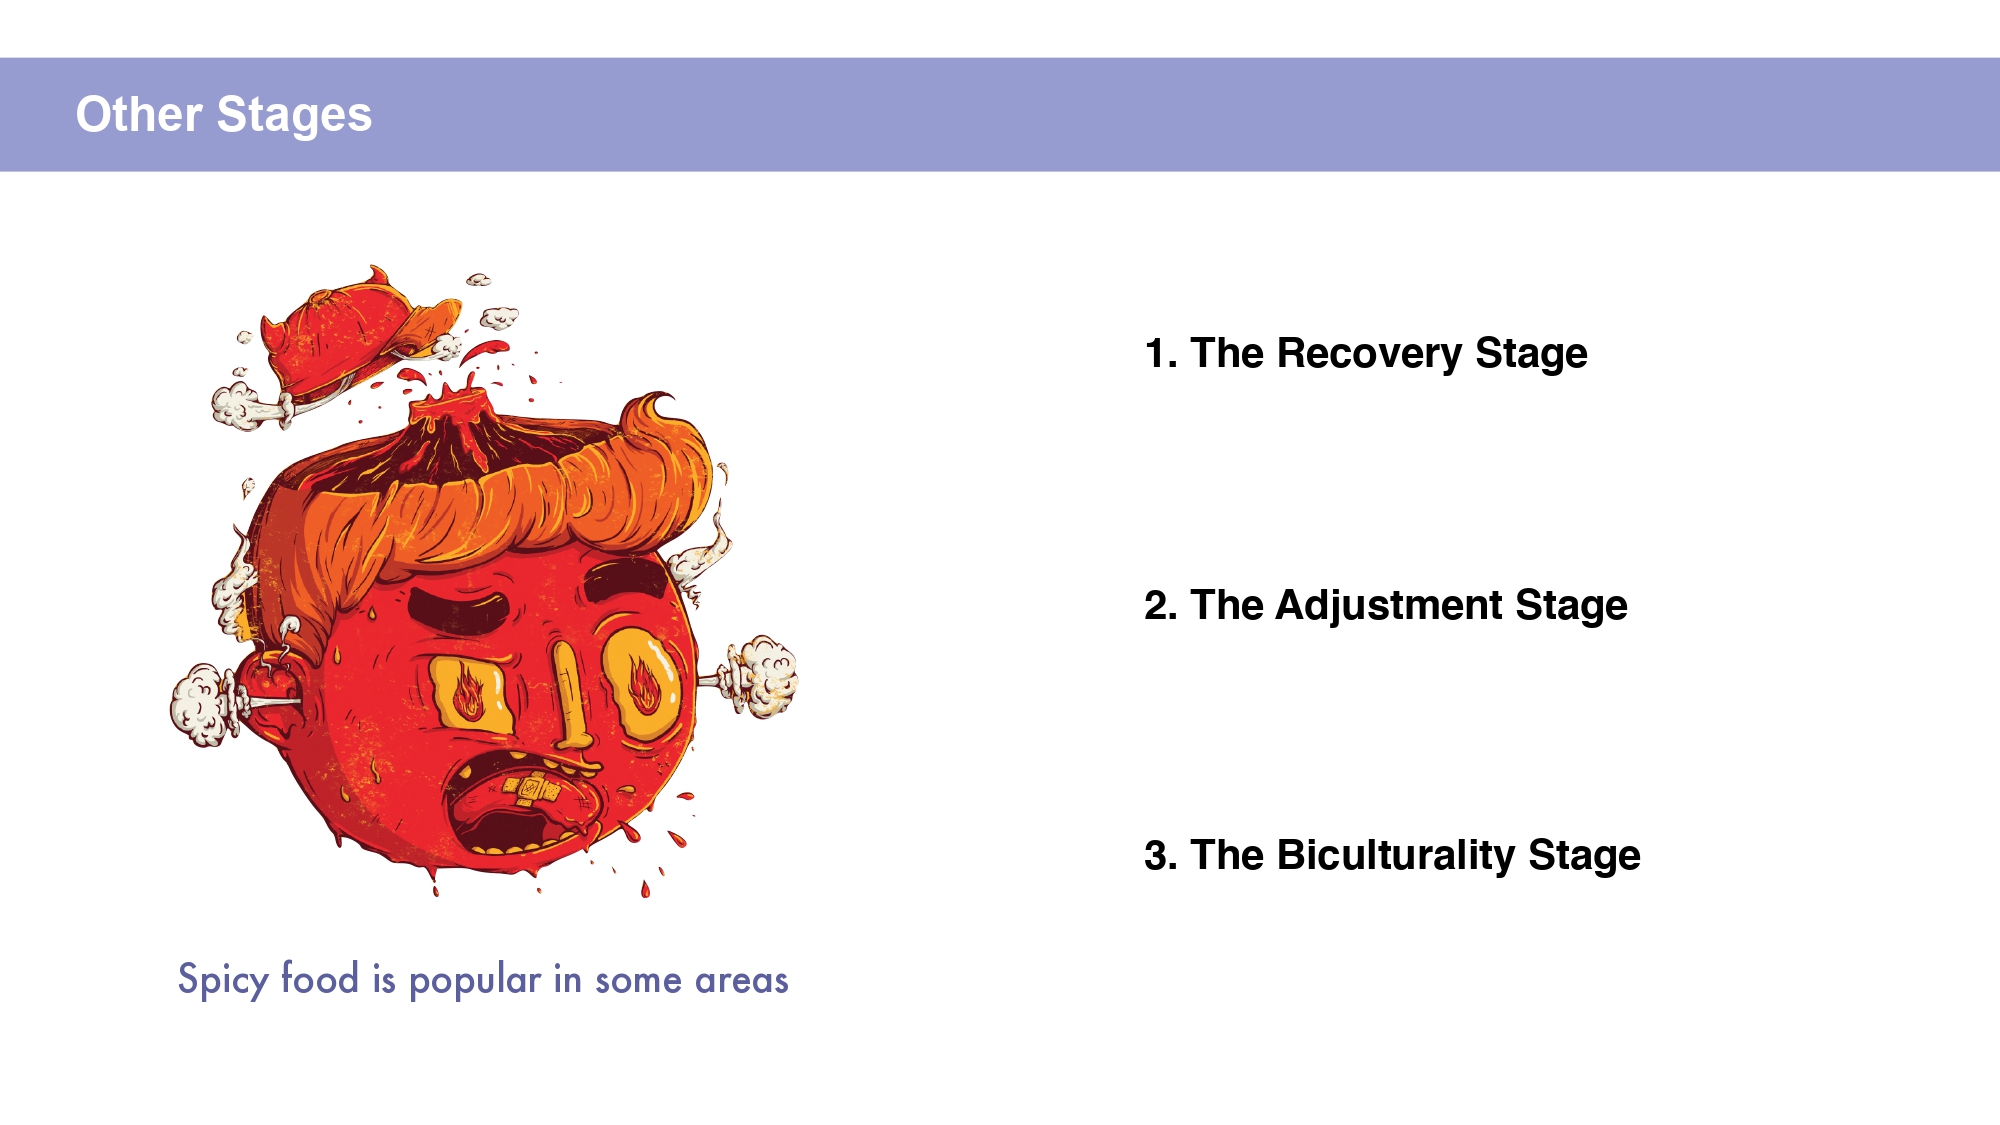 Other Stages
1. The Recovery Stage
2. The Adjustment Stage
3. The Biculturality Stage
Spicy food is popular in some areas